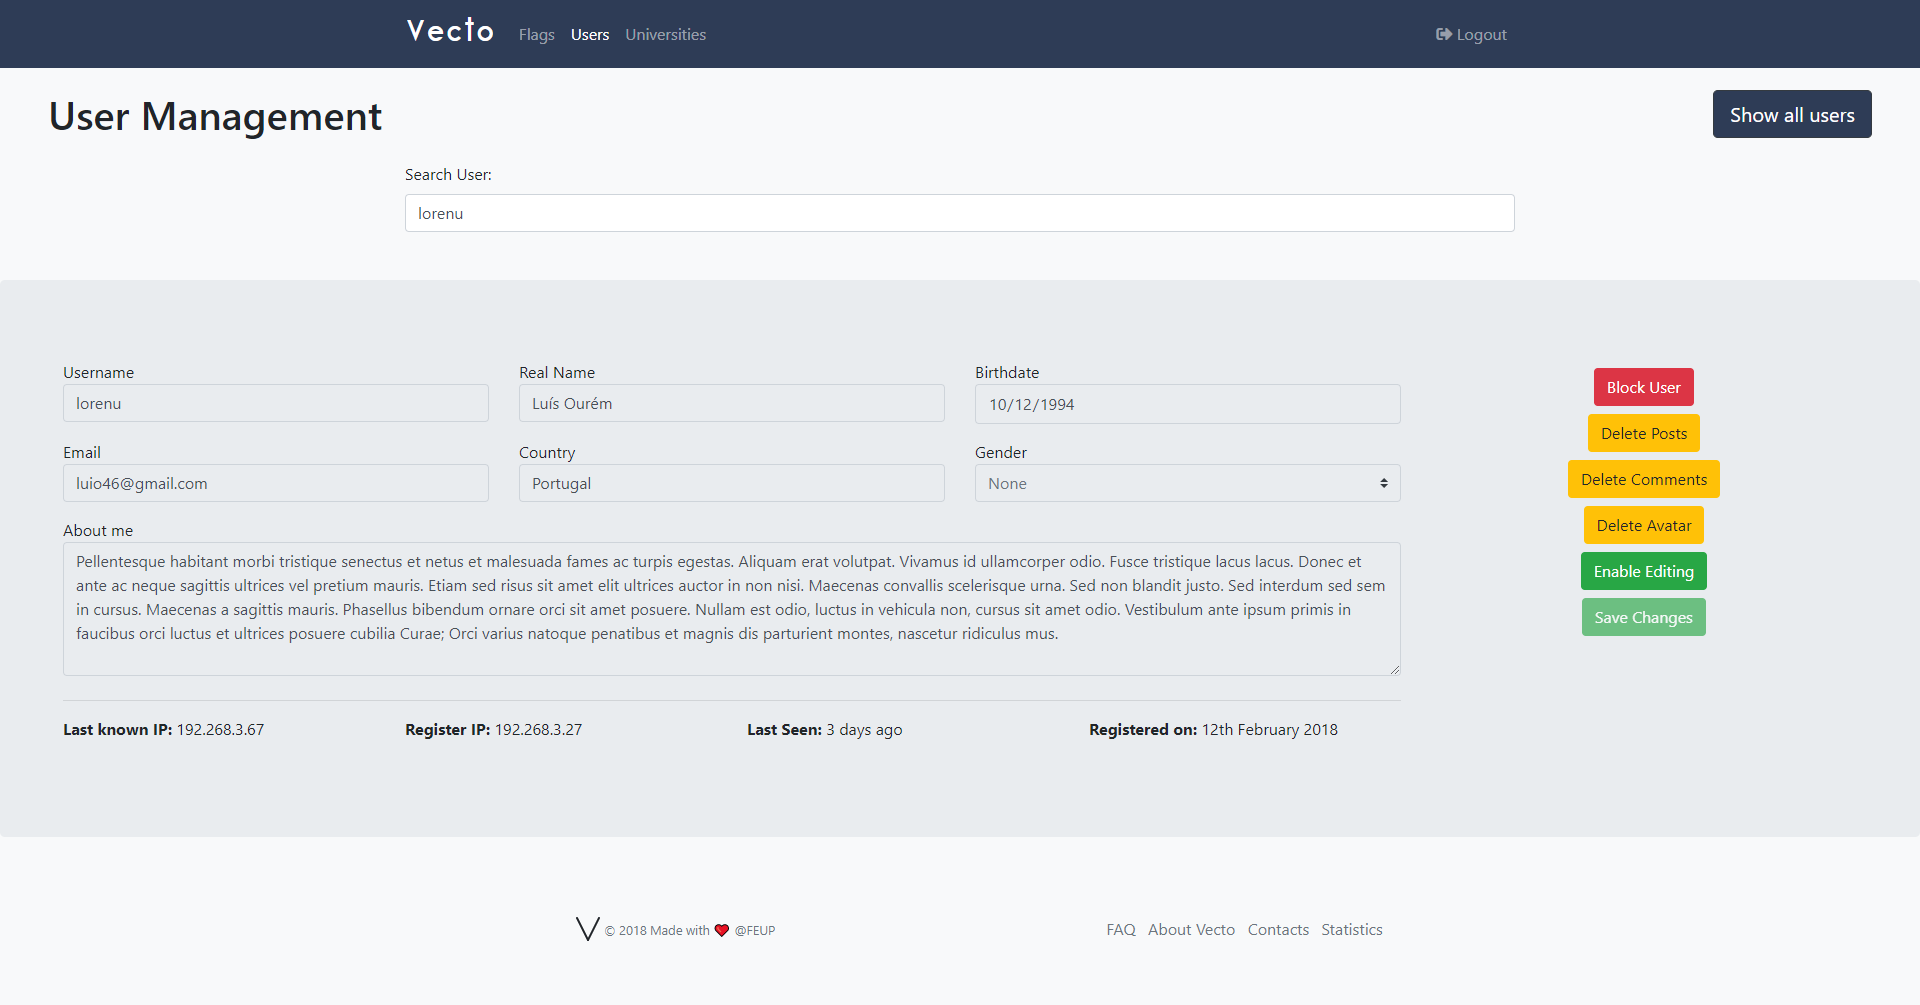 Vecto Flags Users Universities Logout
User Management
Show all users
Search User:
lorenu
Username
lorenu
Real Name
Luís Ourém
Birthdate
10/12/1994
Email
luio46@gmail.com
Country
Portugal
Gender
None
About me
Pellentesque habitant morbi tristique senectus et netus et malesuada fames ac turpis egestas. Aliquam erat volutpat. Vivamus id ullamcorper odio. Fusce tristique lacus lacus. Donec et
ante ac neque sagittis ultrices vel pretium mauris. Etiam sed risus sit amet elit ultrices auctor in non nisi. Maecenas convallis scelerisque urna. Sed non blandit justo. Sed interdum sed sem
in cursus. Maecenas a sagittis mauris. Phasellus bibendum ornare orci sit amet posuere. Nullam est odio, luctus in vehicula non, cursus sit amet odio. Vestibulum ante ipsum primis in
faucibus orci luctus et ultrices posuere cubilia Curae; Orci varius natoque penatibus et magnis dis parturient montes, nascetur ridiculus mus.
Block User
Delete Posts
Delete Comments
Delete Avatar
Enable Editing
Save Changes
Last known IP: 192.268.3.67
Register IP: 192.268.3.27
Last Seen: 3 days ago
Registered on: 12th February 2018
© 2018 Made with ❤ @FEUP
FAQ About Vecto Contacts Statistics